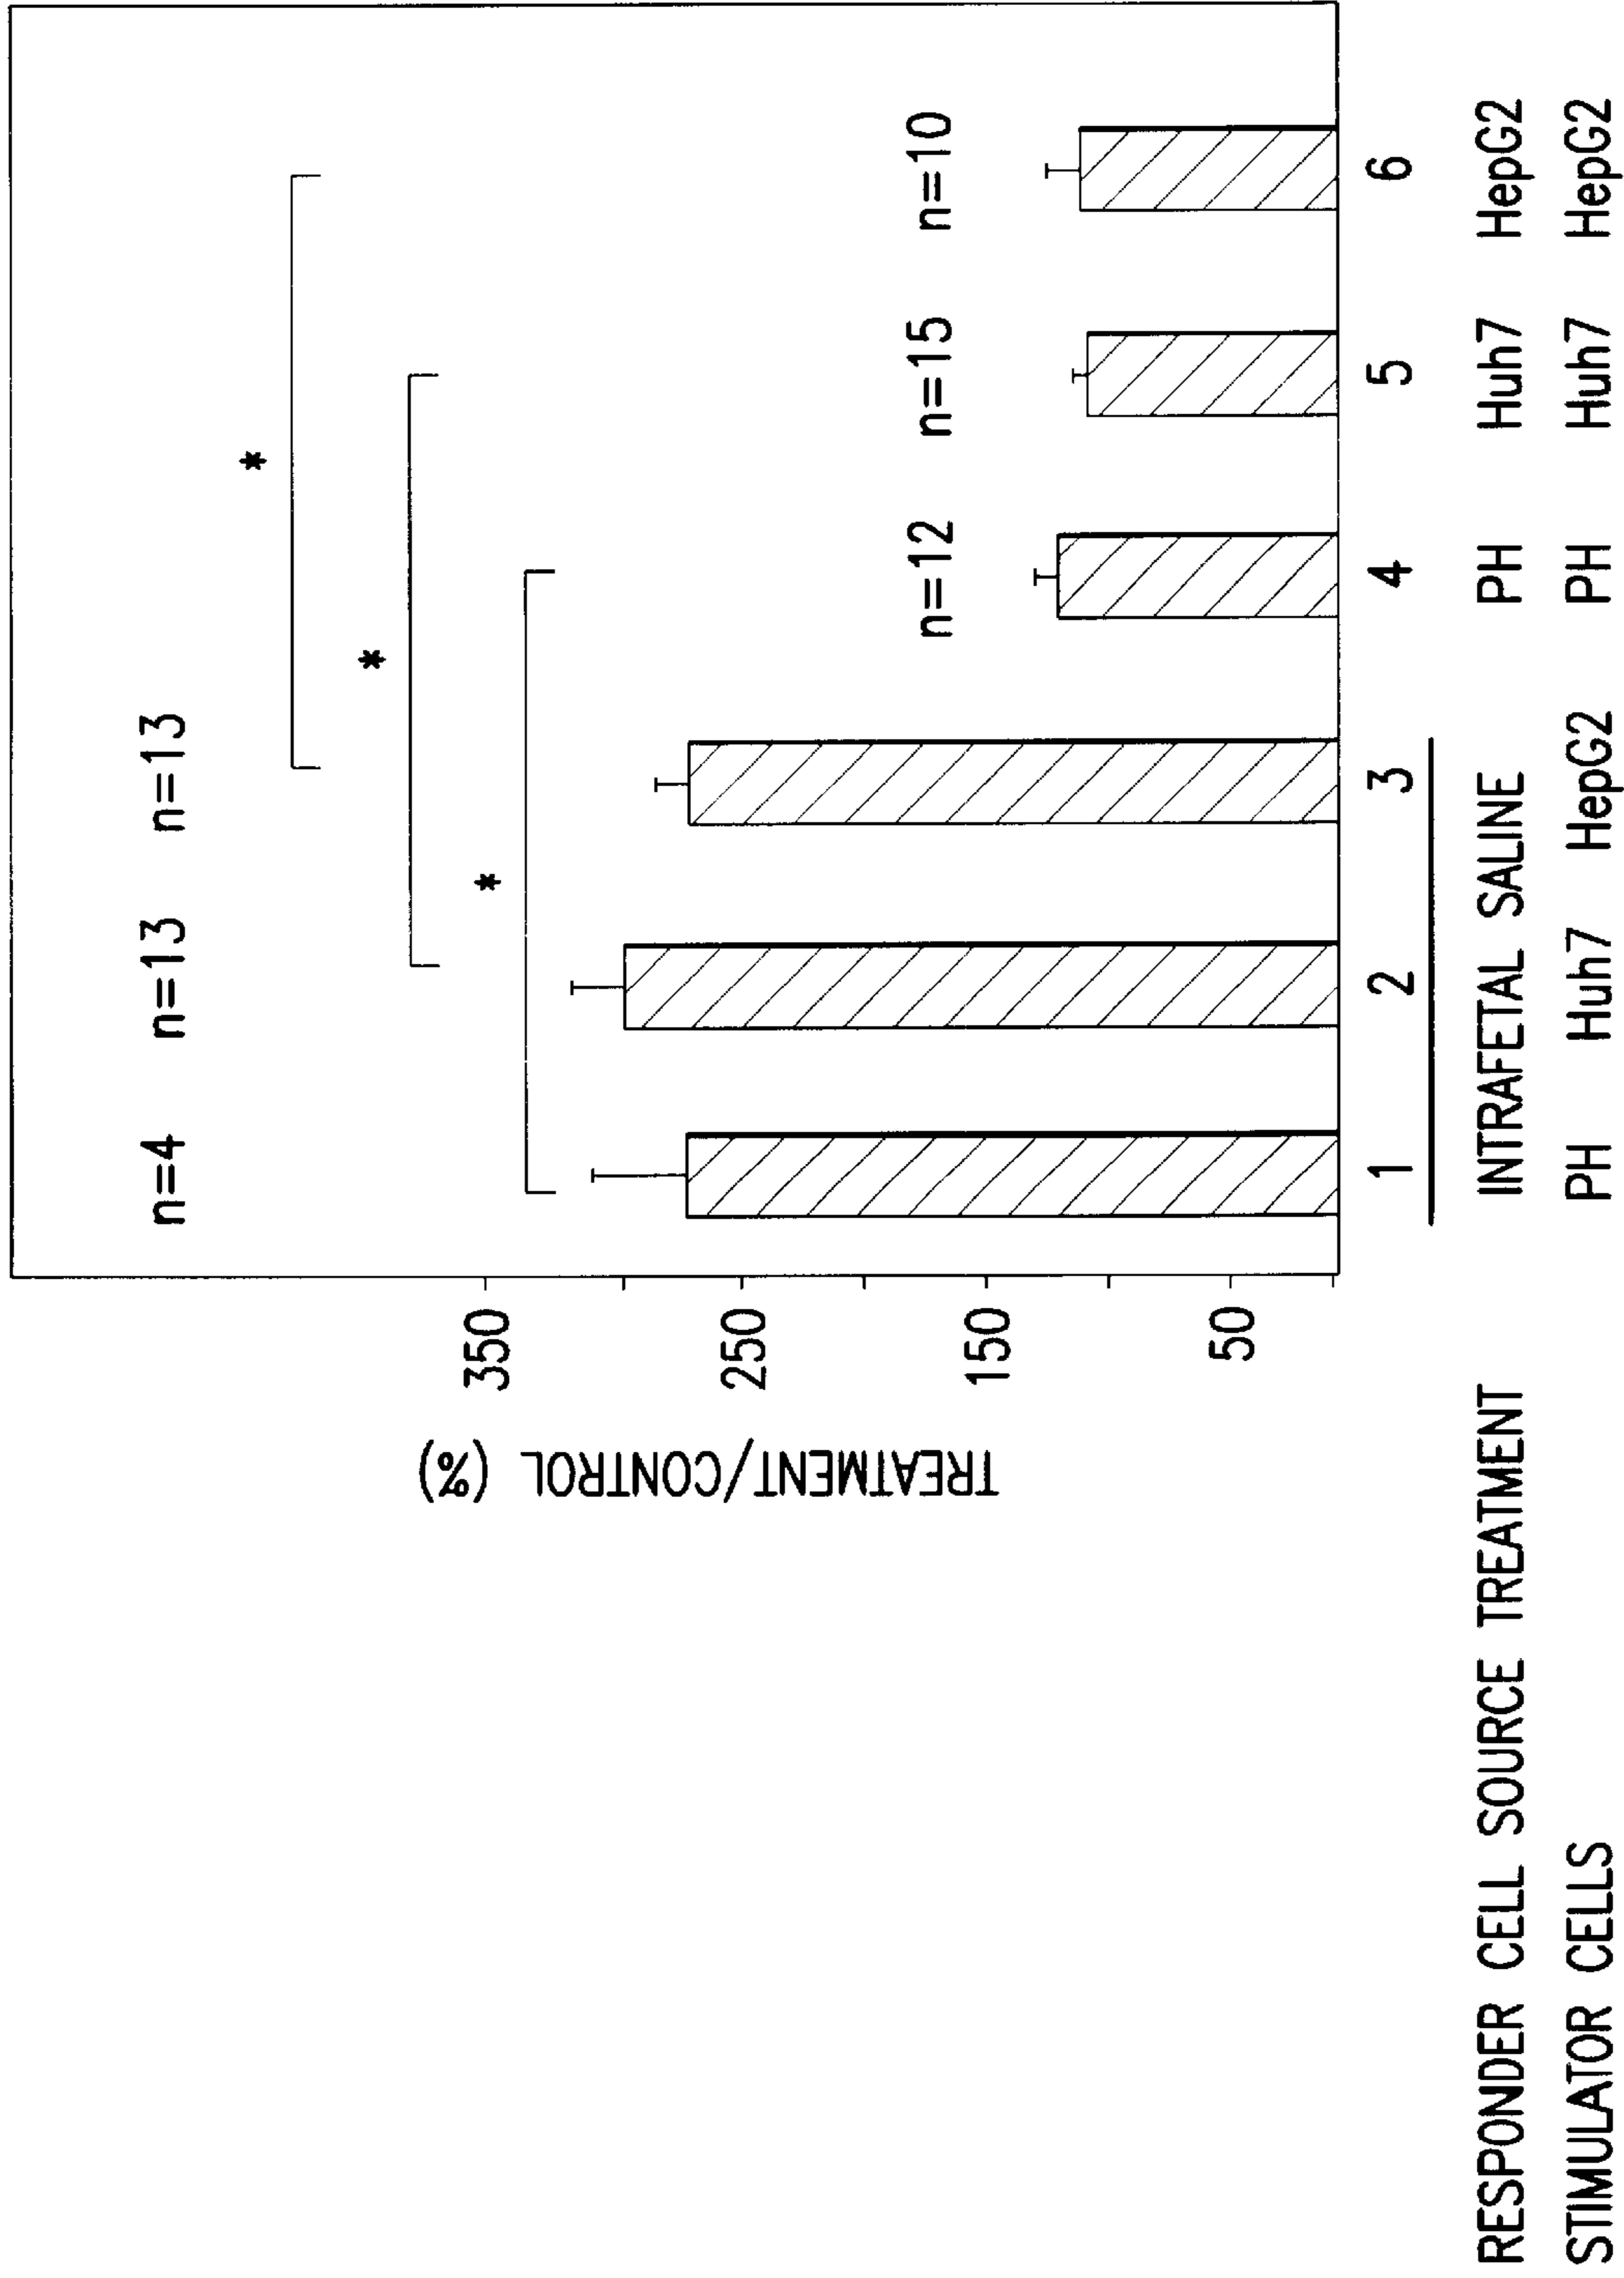 n=4 n=13 n=13
*
*
*
n=12 n=15 n=10
350
250
150
50
TREATMENT/CONTROL (%)
1 2 3 4 5 6
RESPONDER CELL SOURCE TREATMENT INTRAFETAL SALINE PH Huh7 HepG2
STIMULATOR CELLS PH Huh7 HepG2 PH Huh7 HepG2